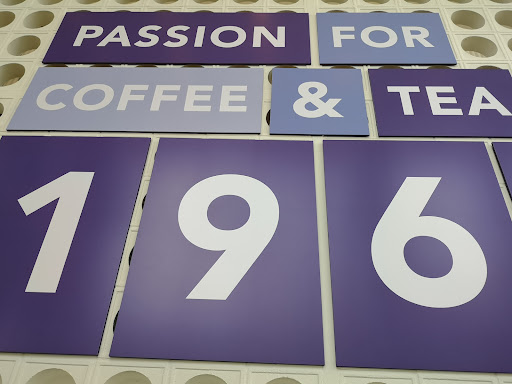 PASSION FOR
COFFEE & TEA
196